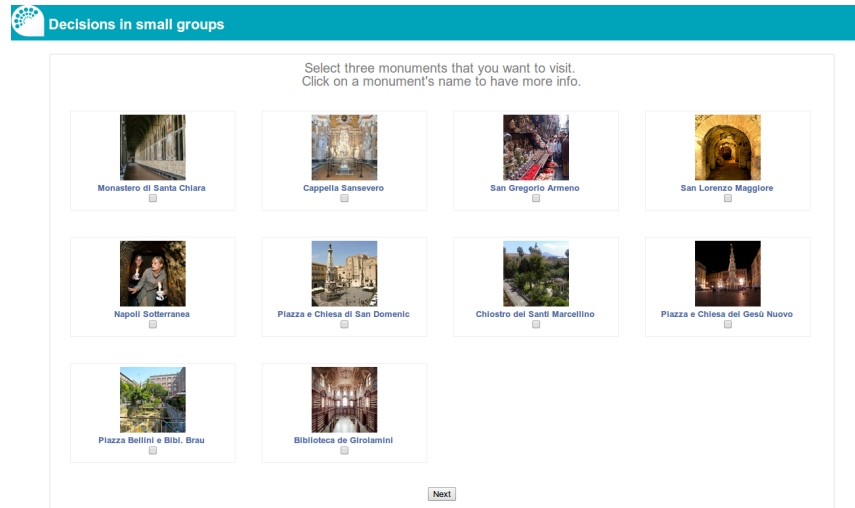 Decisions in small groups
Select three monuments that you want to visit.
Click on a monument's name to have more info.
Monastero di Santa Chiara
Cappella Sansevero
San Gregorio Armeno
San Lorenzo Maggiore
Napoli Sotterranea
Piazza e Chiesa di San Domenic
Chiostro dei Santi Marcellino
Piazza e Chiesa del Gesù Nuovo
Piazza Bellini e Bibl. Brau
Biblioteca de Girolamini
Next